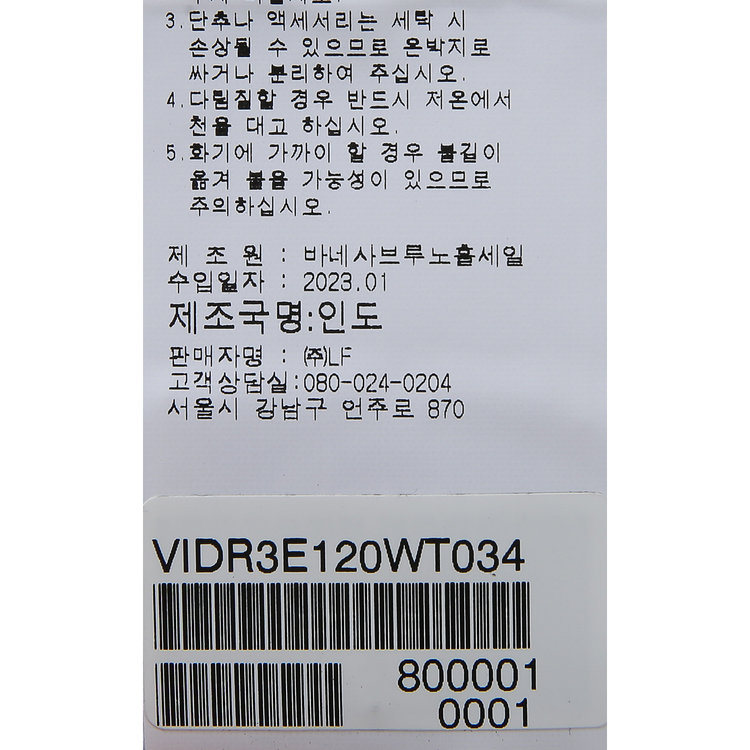 3.단추나 액세서리는 세탁 시
손상될 수 있으므로 온박지로
싸거나 분리하여 주십시오.
4.다림질할 경우 반드시 저온에서
천을 대고 하십시오.
5.화기에 가까이 할 경우 불길이
옮겨 붙을 가능성이 있으므로
주의하십시오.
제 조 원 : 바네사브루노홀세일
수입일자 : 2023.01
제조국명:인도
판매자명 : ㈜LF
고객상담실:080-024-0204
서울시 강남구 언주로 870
VIDR3E120WT034
800001
0001